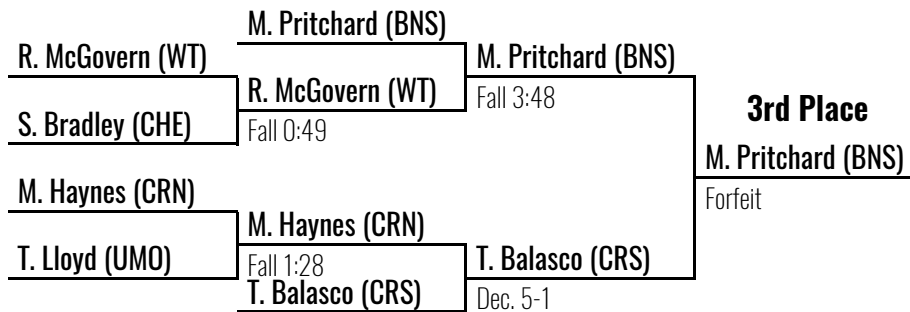 M. Pritchard (BNS)
R. McGovern (WT)
M. Pritchard (BNS)
R. McGovern (WT)
Fall 3:48
3rd Place
S. Bradley (CHE)
Fall 0:49
M. Pritchard (BNS)
M. Haynes (CRN)
Forfeit
M. Haynes (CRN)
T. Lloyd (UMO)
Fall 1:28
T. Balasco (CRS)
T. Balasco (CRS)
Dec. 5-1